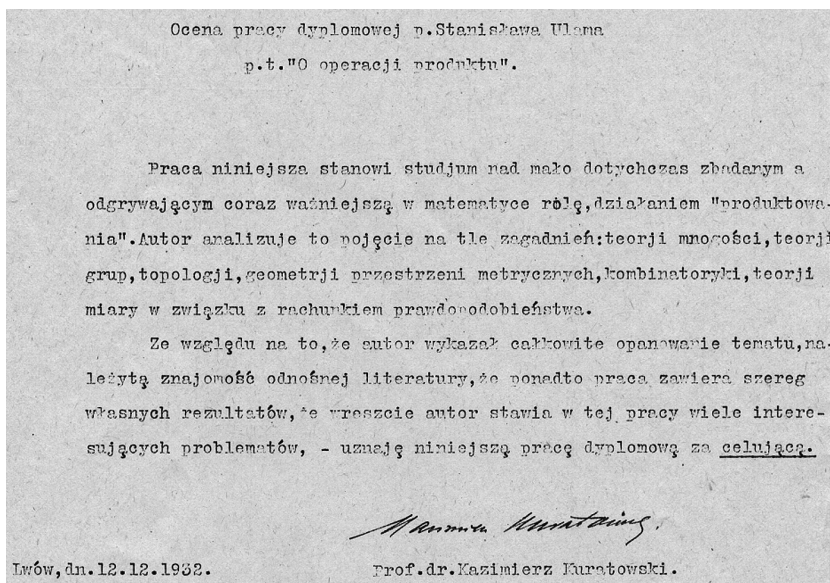 Ocena pracy dyplomowej p.Stanisława Ulama
p.t."O operacji produktu".
Praca niniejsza stanowi studjum nad mało dotychczas zbadanym a
odgrywającym coraz ważniejszą w matematyce rolę,działaniem "produktowa-
nia".Autor analizuje to pojęcie na tle zagadnień:teorji mnogości,teorji
grup,topologji,geometrji przestrzeni metrycznych,kombinatoryki,teorji
miary w związku z rachunkiem prawdopodobieństwa.
Ze względu na to,że autor wykazał całkowite opanowanie tematu,na-
leżytą znajomość odnośnej literatury,że ponadto praca zawiera szereg
własnych rezultatów,że wreszcie autor stawia w tej pracy wiele intere-
sujących problematów, - uznaję niniejszą pracę dyplomową za celującą.
Kazimierz Kuratowski.
Lwów,dn.12.12.1932. Prof.dr.Kazimierz Kuratowski.